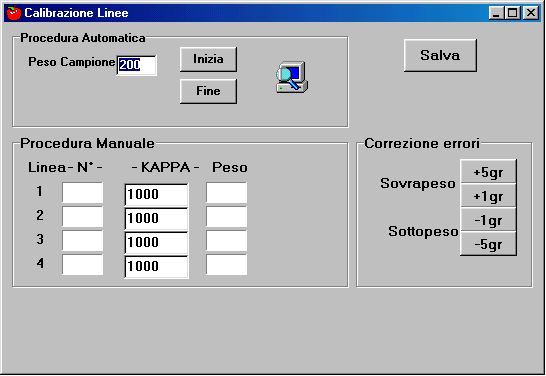 Calibrazione Linee
Procedura Automatica
Peso Campione 200
Inizia
Fine
Salva
Procedura Manuale
Linea - N° - - KAPPA - Peso
1 1000
2 1000
3 1000
4 1000
Correzione errori
Sovrapeso
+5gr
+1gr
Sottopeso
-1gr
-5gr